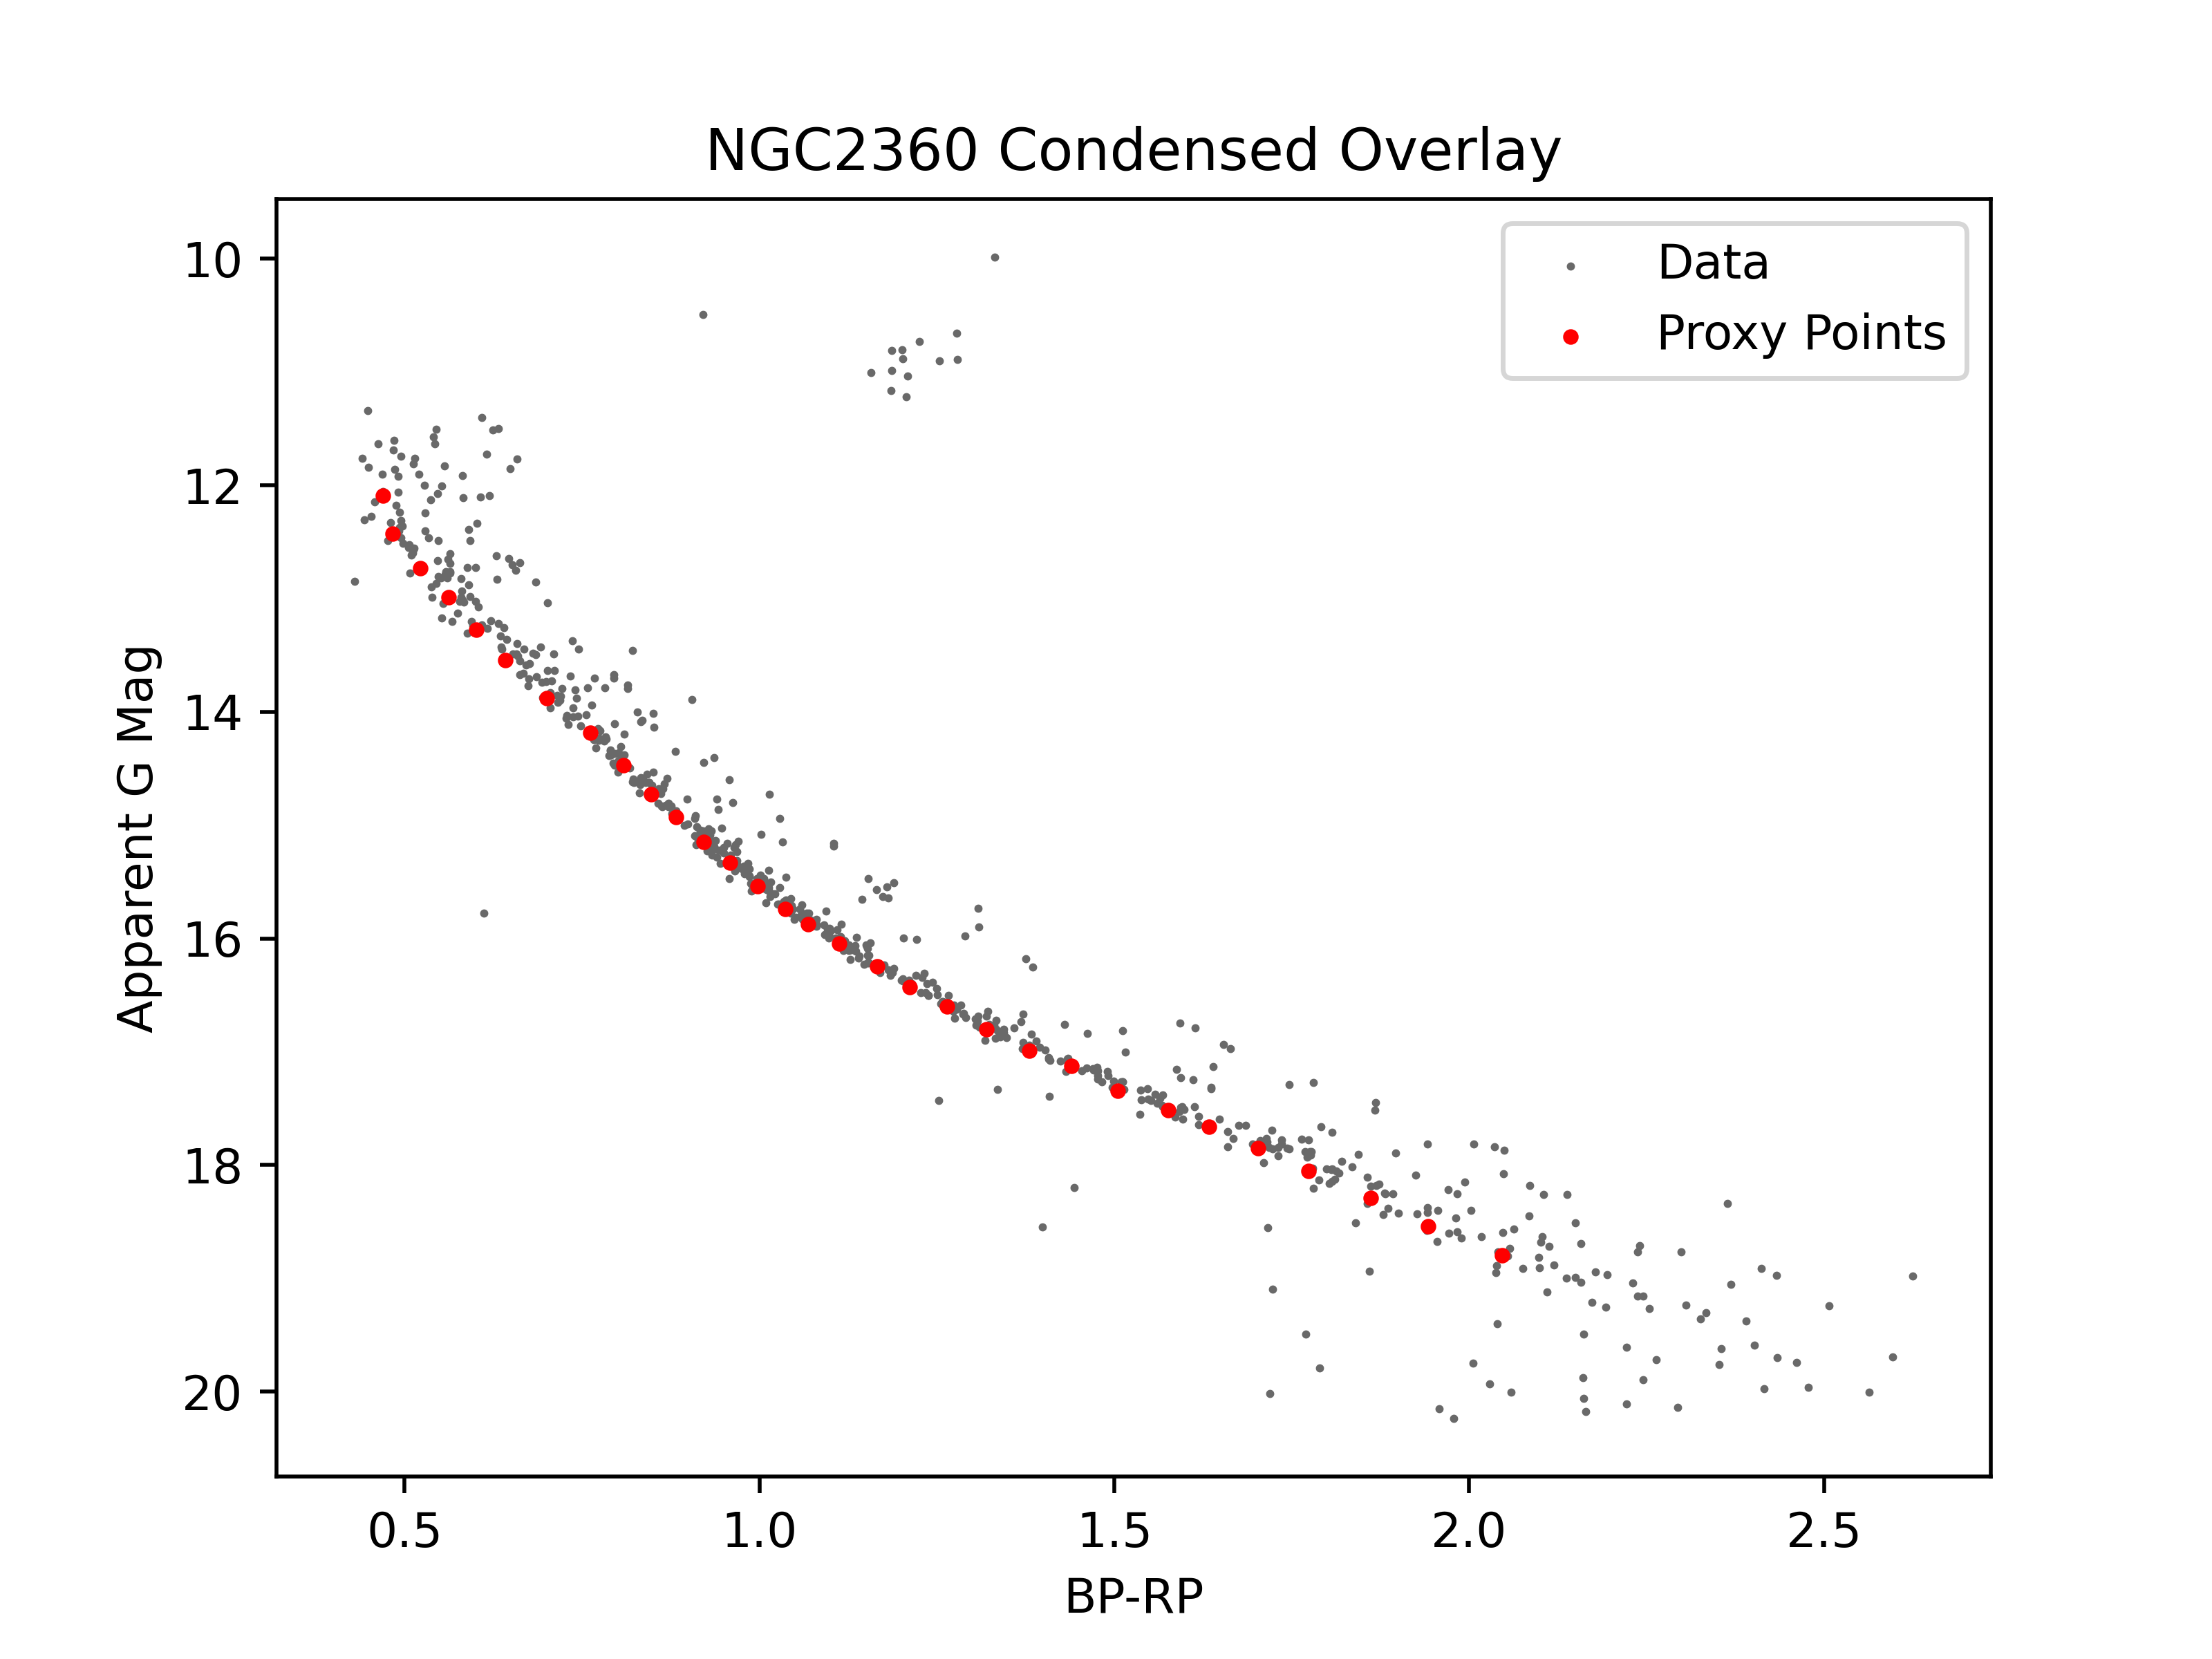 NGC2360 Condensed Overlay
Data
Proxy Points
Apparent G Mag
10
12
14
16
18
20
0.5 1.0 1.5 2.0 2.5
BP-RP